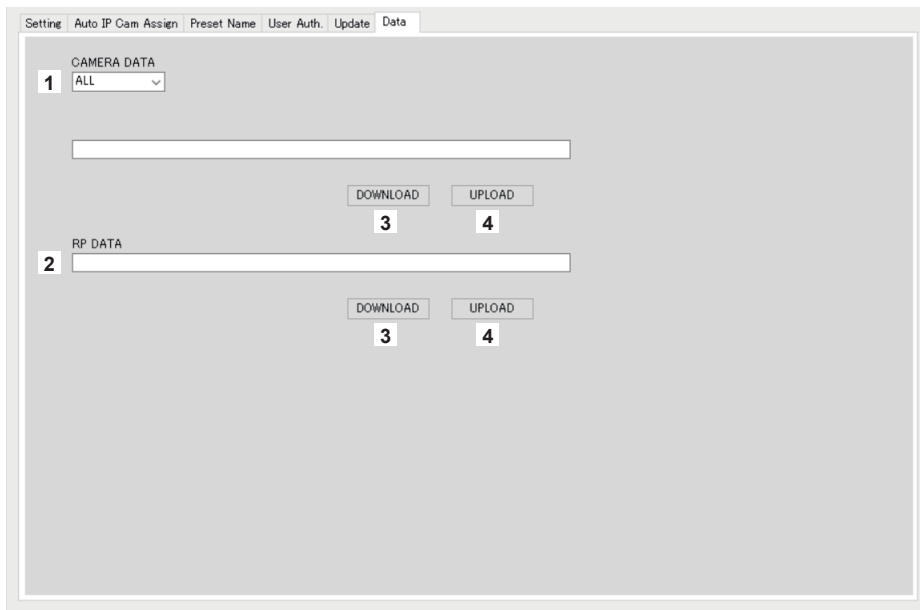 Setting Auto IP Cam Assign Preset Name User Auth. Update Data
CAMERA DATA
1 ALL
DOWNLOAD UPLOAD
3 4
RP DATA
2
DOWNLOAD UPLOAD
3 4